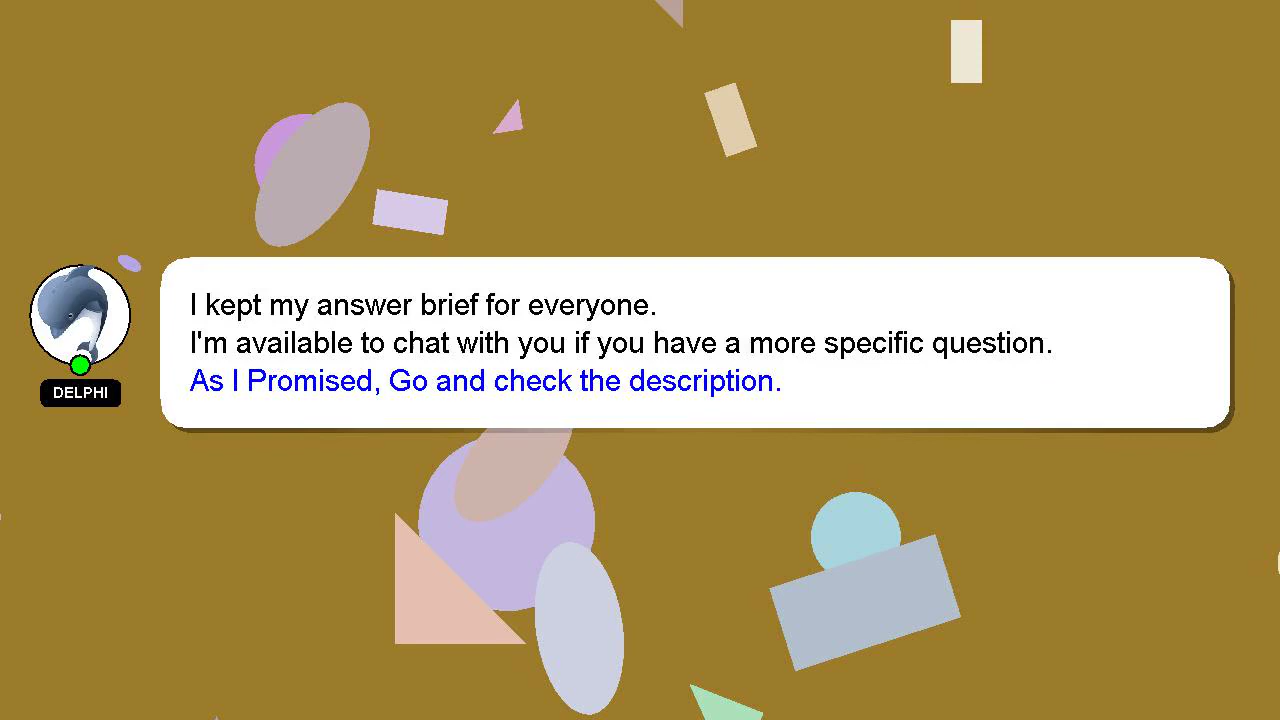 I kept my answer brief for everyone.
I'm available to chat with you if you have a more specific question.
As I Promised, Go and check the description.
DELPHI